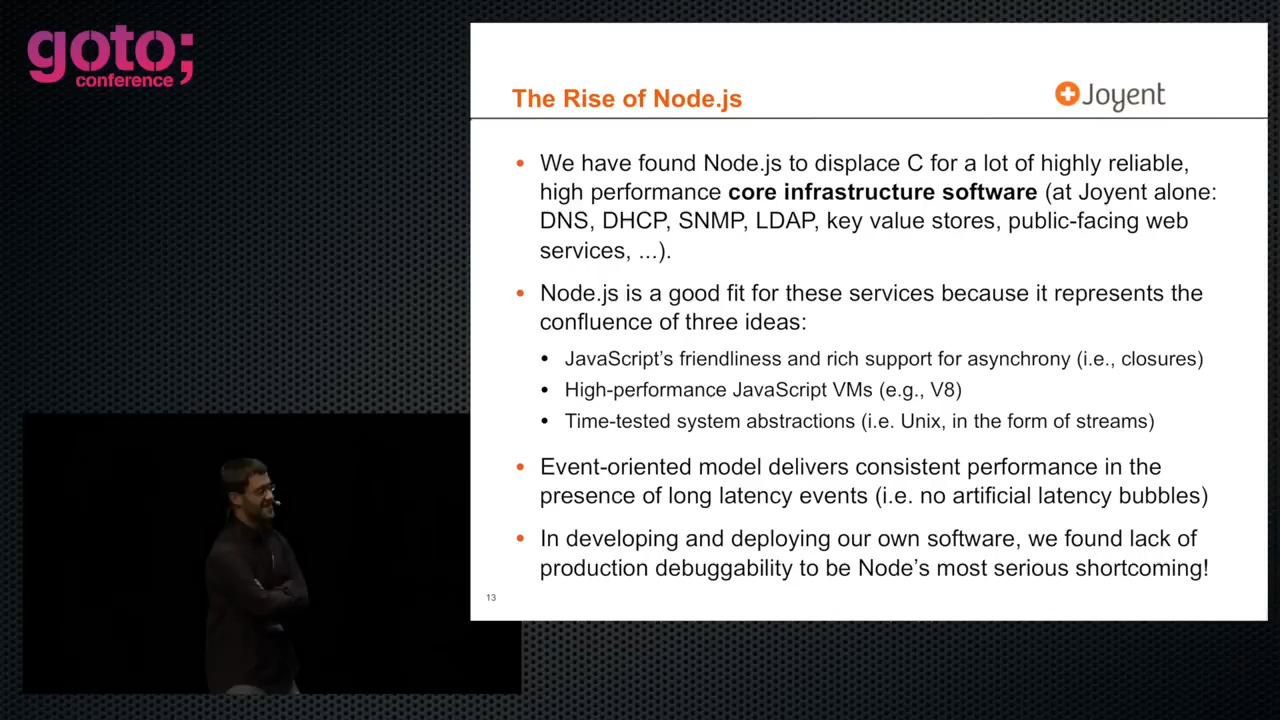 goto;
conference
The Rise of Node.js
Joyent
• We have found Node.js to displace C for a lot of highly reliable,
high performance core infrastructure software (at Joyent alone:
DNS, DHCP, SNMP, LDAP, key value stores, public-facing web
services, ...).
• Node.js is a good fit for these services because it represents the
confluence of three ideas:
• JavaScript’s friendliness and rich support for asynchrony (i.e., closures)
• High-performance JavaScript VMs (e.g., V8)
• Time-tested system abstractions (i.e. Unix, in the form of streams)
• Event-oriented model delivers consistent performance in the
presence of long latency events (i.e. no artificial latency bubbles)
• In developing and deploying our own software, we found lack of
production debuggability to be Node’s most serious shortcoming!
13